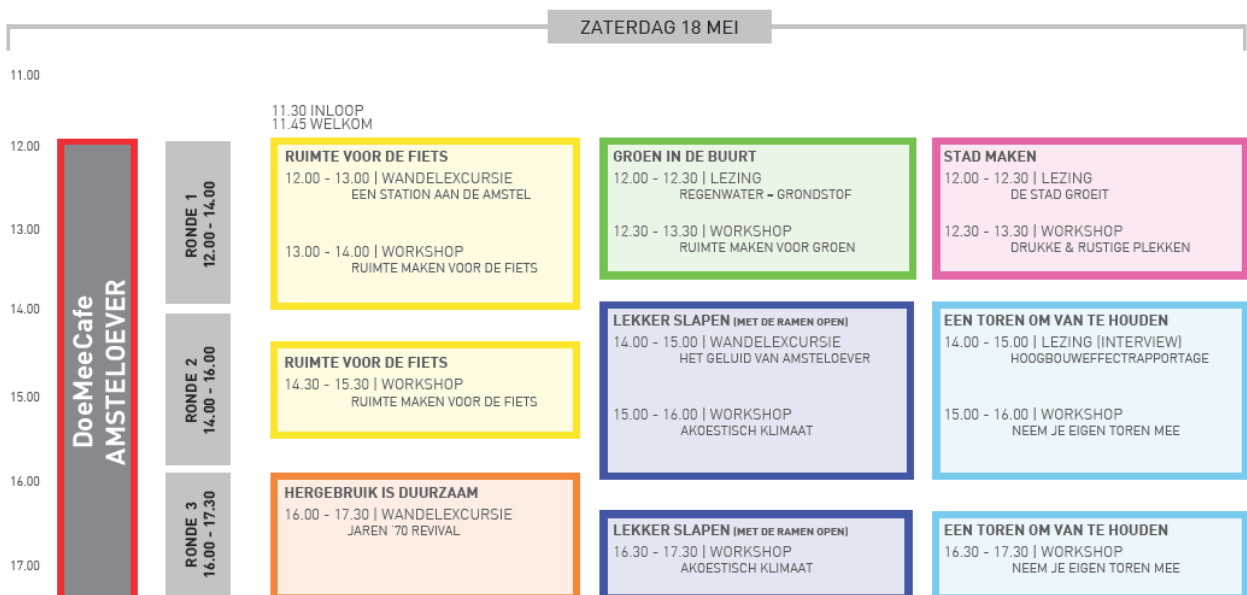 ZATERDAG 18 MEI
11.00
11.30 INLOOP
11.45 WELKOM
12.00
13.00
14.00
15.00
16.00
17.00
DoeMeeCafe
AMSTELOEVER
RONDE 1
12.00 - 14.00
RONDE 2
14.00 - 16.00
RONDE 3
16.00 - 17.30
RUIMTE VOOR DE FIETS
12.00 - 13.00 | WANDELEXCURSIE
EEN STATION AAN DE AMSTEL
13.00 - 14.00 | WORKSHOP
RUIMTE MAKEN VOOR DE FIETS
GROEN IN DE BUURT
12.00 - 12.30 | LEZING
REGENWATER – GRONDSTOF
12.30 - 13.30 | WORKSHOP
RUIMTE MAKEN VOOR GROEN
STAD MAKEN
12.00 - 12.30 | LEZING
DE STAD GROEIT
12.30 - 13.30 | WORKSHOP
DRUKKE & RUSTIGE PLEKKEN
RUIMTE VOOR DE FIETS
14.30 - 15.30 | WORKSHOP
RUIMTE MAKEN VOOR DE FIETS
LEKKER SLAPEN (MET DE RAMEN OPEN)
14.00 - 15.00 | WANDELEXCURSIE
HET GELUID VAN AMSTELOEVER
15.00 - 16.00 | WORKSHOP
AKOESTISCH KLIMAAT
EEN TOREN OM VAN TE HOUDEN
14.00 - 15.00 | LEZING (INTERVIEW)
HOOGBOUWEFFECTRAPPORTAGE
15.00 - 16.00 | WORKSHOP
NEEM JE EIGEN TOREN MEE
HERGEBRUIK IS DUURZAAM
16.00 - 17.30 | WANDELEXCURSIE
JAREN '70 REVIVAL
LEKKER SLAPEN (MET DE RAMEN OPEN)
16.30 - 17.30 | WORKSHOP
AKOESTISCH KLIMAAT
EEN TOREN OM VAN TE HOUDEN
16.30 - 17.30 | WORKSHOP
NEEM JE EIGEN TOREN MEE